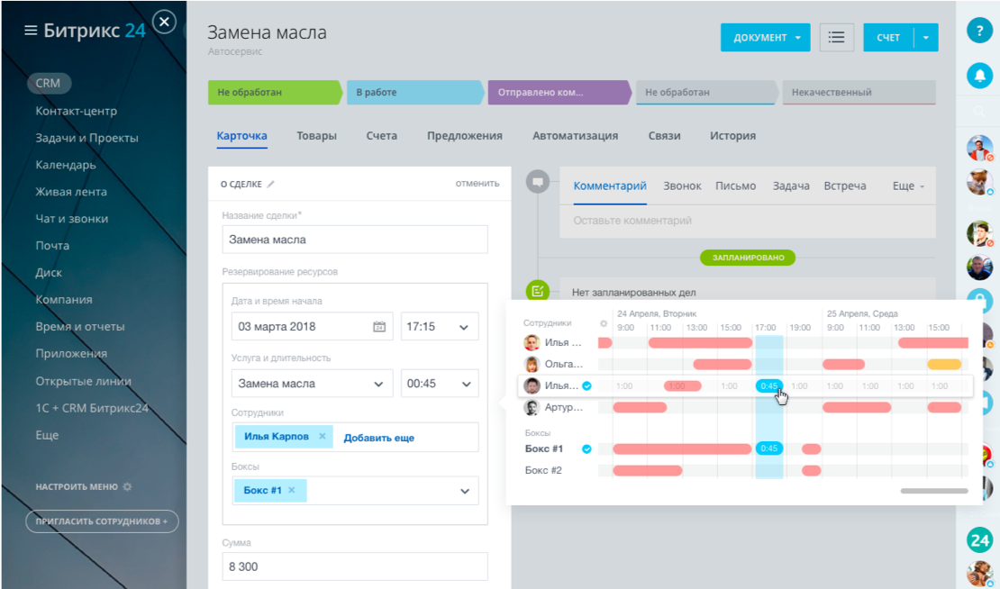 Битрикс 24
CRM
Контакт-центр
Задачи и Проекты
Календарь
Живая лента
Чат и звонки
Почта
Диск
Компания
Время и отчеты
Приложения
Открытые линии
1С + CRM Битрикс24
Еще
НАСТРОИТЬ МЕНЮ
ПРИГЛАСИТЬ СОТРУДНИКОВ +
Замена масла
Автосервис
ДОКУМЕНТ
СЧЕТ
Не обработан
В работе
Отправлено ком...
Не обработан
Некачественный
Карточка
Товары
Счета
Предложения
Автоматизация
Связи
История
О СДЕЛКЕ
отменить
Название сделки*
Замена масла
Резервирование ресурсов
Дата и время начала
03 марта 2018
24
17:15
Услуга и длительность
Замена масла
00:45
Сотрудники
Илья Карпов ×
Добавить еще
Боксы
Бокс #1 ×
Сумма
8 300
Комментарий
Звонок
Письмо
Задача
Встреча
Еще -
Оставьте комментарий
ЗАПЛАНИРОВАНО
Нет запланированных дел
24 Апреля, Вторник
25 Апреля, Среда
Сотрудники
9:00 11:00 13:00 15:00 17:00 19:00 9:00 11:00 13:00 15:00
Илья ...
Ольга...
Илья... 1:00 1:00 1:00 0:45 1:00 1:00 1:00 1:00 1:00
Артур...
Боксы
Бокс #1 0:45
Бокс #2
?
24